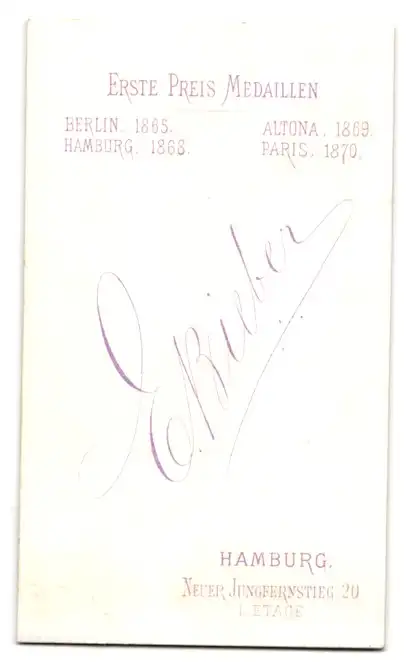 ERSTE PREIS MEDAILLEN
BERLIN. 1865. ALTONA. 1869.
HAMBURG. 1868. PARIS. 1870.
E. Bieber
HAMBURG.
NEUER JUNGFERNSTIEG 20
I. ETAGE